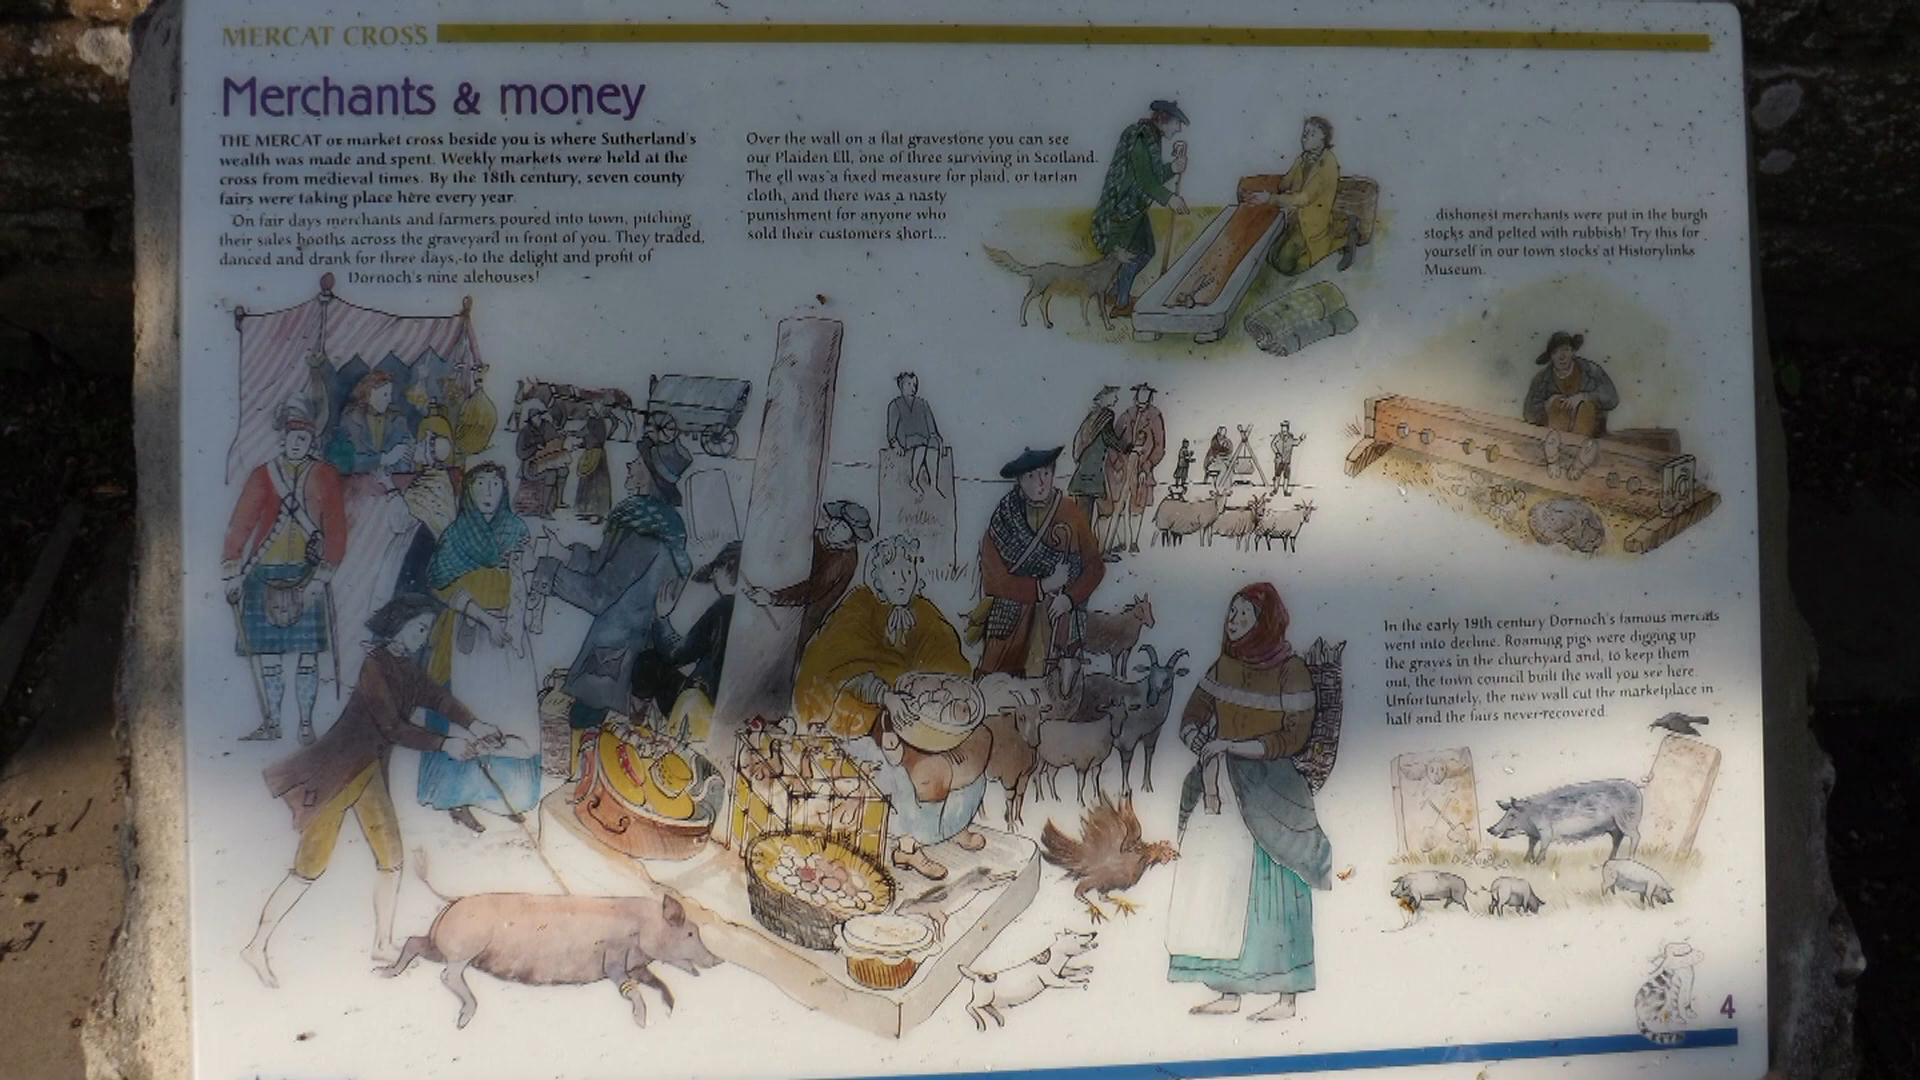 MERCAT CROSS
Merchants & money
THE MERCAT or market cross beside you is where Sutherland's
wealth was made and spent. Weekly markets were held at the
cross from medieval times. By the 18th century, seven county
fairs were taking place here every year.
On fair days merchants and farmers poured into town, pitching
their sales booths across the graveyard in front of you. They traded,
danced and drank for three days, to the delight and profit of
Dornoch's nine alehouses!
Over the wall on a flat gravestone you can see
our Plaiden Ell, one of three surviving in Scotland.
The ell was a fixed measure for plaid, or tartan
cloth, and there was a nasty
punishment for anyone who
sold their customers short...
...dishonest merchants were put in the burgh
stocks and pelted with rubbish! Try this for
yourself in our town stocks at Historylinks
Museum.
In the early 19th century Dornoch's famous mercats
went into decline. Roaming pigs were digging up
the graves in the churchyard and, to keep them
out, the town council built the wall you see here.
Unfortunately, the new wall cut the marketplace in
half and the fairs never recovered.
4